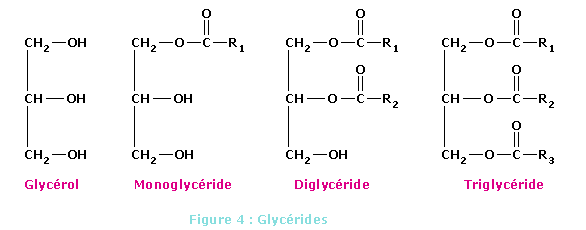 O O O
CH2—OH CH2—O—C—R1 CH2—O—C—R1 CH2—O—C—R1
O O
CH—OH CH—OH CH—O—C—R2 CH—O—C—R2
O
CH2—OH CH2—OH CH2—OH CH2—O—C—R3
Glycérol Monoglycéride Diglycéride Triglycéride
Figure 4 : Glycérides